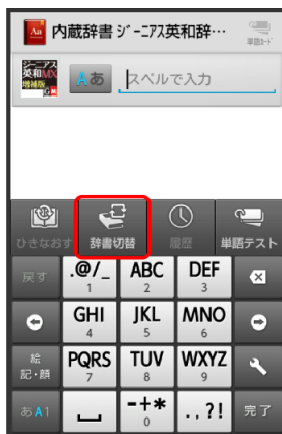 Aa 内蔵辞書 ジーニアス英和辞… 単語カード
ジーニアス
英和MX
増補版 GM
Aあ スペルで入力
ひきなおす 辞書切替 履歴 単語テスト
戻す .@/_ 1 ABC 2 DEF 3
GHI 4 JKL 5 MNO 6
絵記・顔 PQRS 7 TUV 8 WXYZ 9
あA1 -+* 0 .,?! 完了